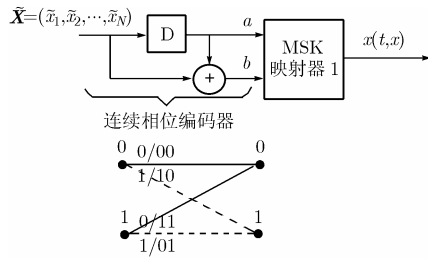 X̃=(x̃₁,x̃₂,⋯,x̃_N)
D
a
+
b
MSK
映射器 1
x(t,x)
连续相位编码器
0 0/00 0
1/10
1 0/11 1
1/01